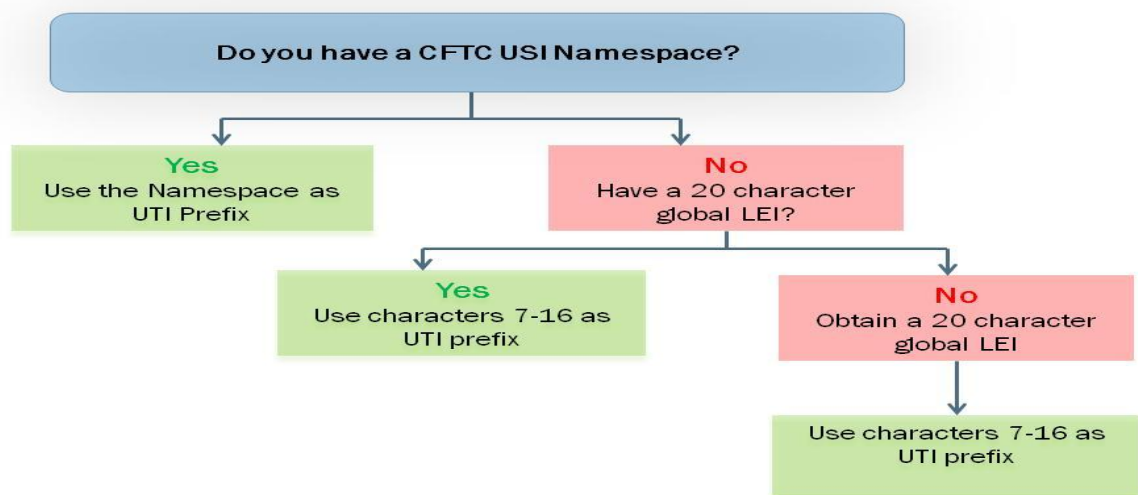 Do you have a CFTC USI Namespace?
Yes
Use the Namespace as
UTI Prefix
No
Have a 20 character
global LEI?
Yes
Use characters 7-16 as
UTI prefix
No
Obtain a 20 character
global LEI
Use characters 7-16 as
UTI prefix